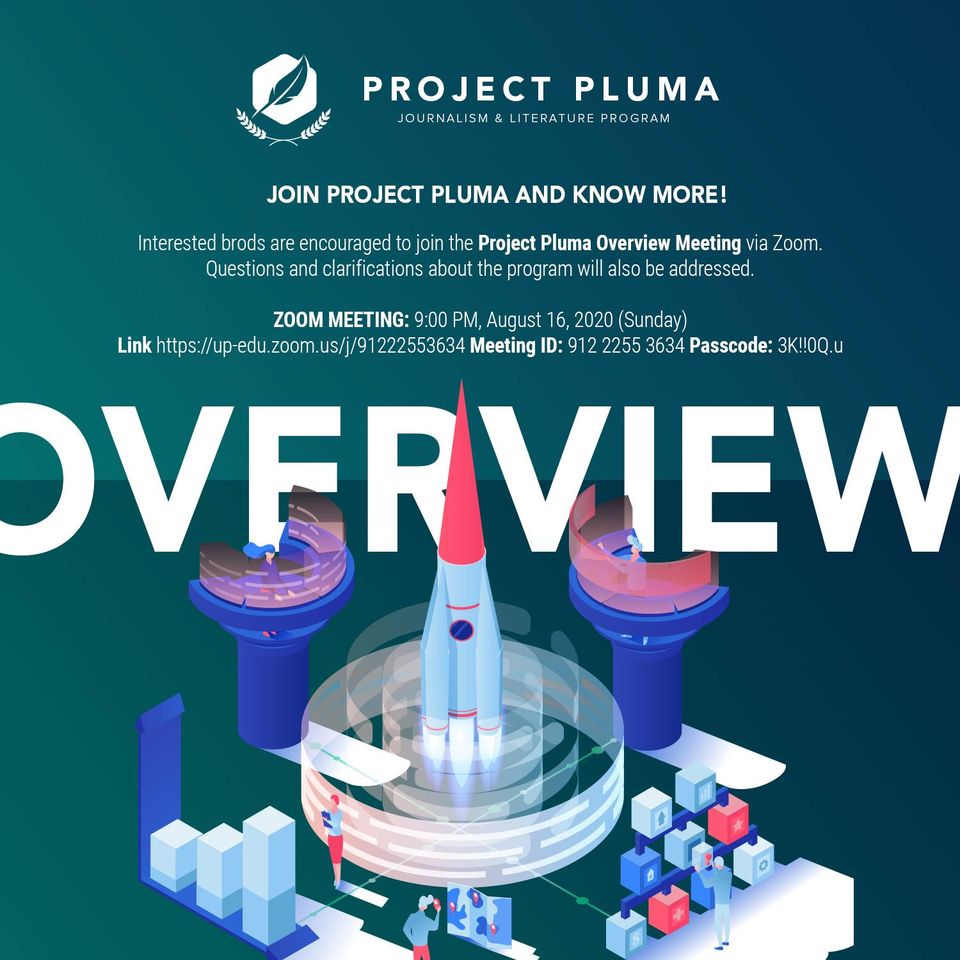 PROJECT PLUMA
JOURNALISM & LITERATURE PROGRAM
JOIN PROJECT PLUMA AND KNOW MORE!
Interested brods are encouraged to join the Project Pluma Overview Meeting via Zoom.
Questions and clarifications about the program will also be addressed.
ZOOM MEETING: 9:00 PM, August 16, 2020 (Sunday)
Link https://up-edu.zoom.us/j/91222553634 Meeting ID: 912 2255 3634 Passcode: 3K!!0Q.u
OVERVIEW